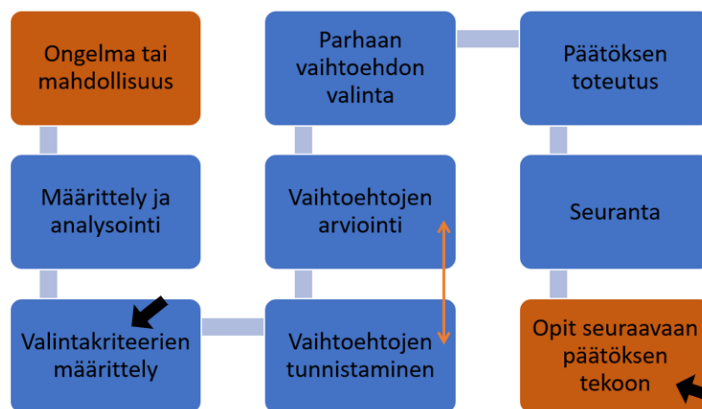 Ongelma tai
mahdollisuus
Määrittely ja
analysointi
Valintakriteerien
määrittely
Vaihtoehtojen
tunnistaminen
Vaihtoehtojen
arviointi
Parhaan
vaihtoehdon
valinta
Päätöksen
toteutus
Seuranta
Opit seuraavaan
päätöksen
tekoon